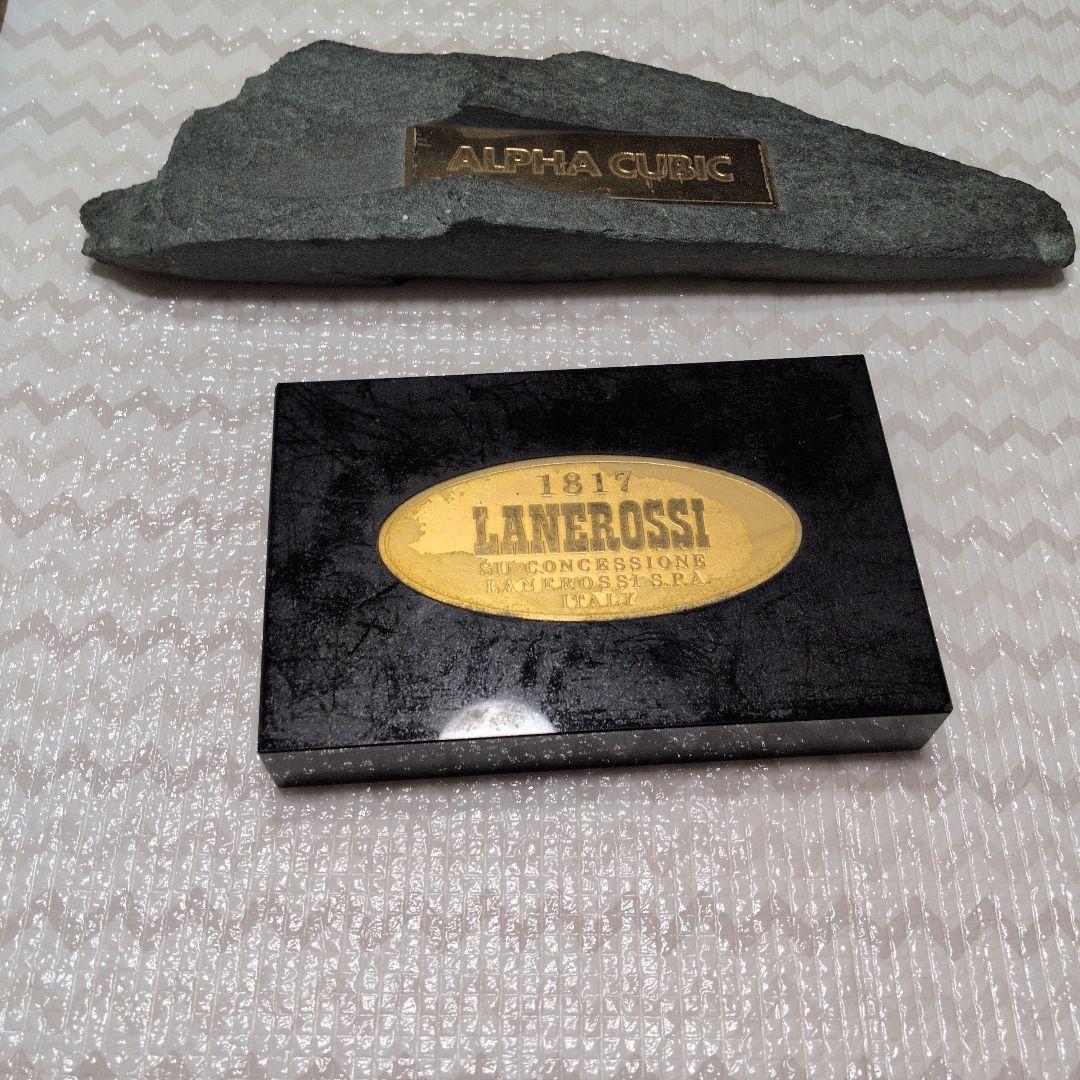 ALPHA CUBIC
1817
LANEROSSI
SU CONCESSIONE
LANEROSSI S.P.A.
ITALY